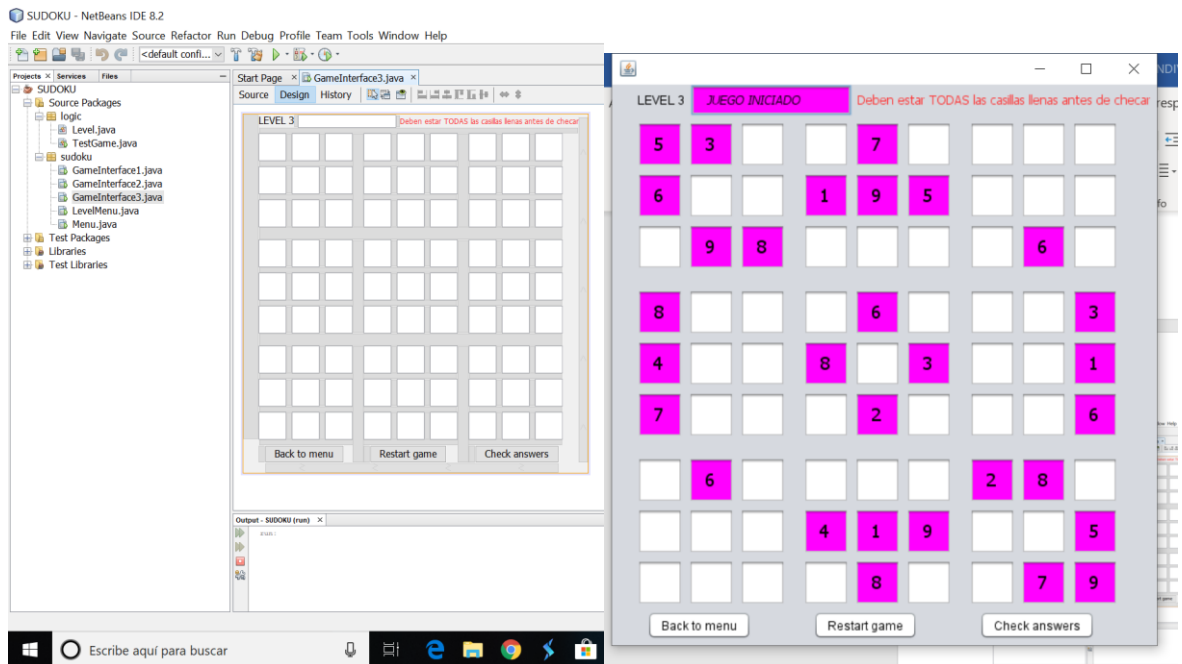 SUDOKU - NetBeans IDE 8.2
File Edit View Navigate Source Refactor Run Debug Profile Team Tools Window Help
<default confi...
Projects × Services Files
SUDOKU
Source Packages
logic
Level.java
TestGame.java
sudoku
GameInterface1.java
GameInterface2.java
GameInterface3.java
LevelMenu.java
Menu.java
Test Packages
Libraries
Test Libraries
Start Page × GameInterface3.java ×
Source Design History
LEVEL 3 Deben estar TODAS las casillas llenas antes de checar
Back to menu Restart game Check answers
Output - SUDOKU (run) ×
run:
Escribe aquí para buscar
LEVEL 3 JUEGO INICIADO Deben estar TODAS las casillas llenas antes de checar
5 3 7
6 1 9 5
9 8 6
8 6 3
4 8 3 1
7 2 6
6 2 8
4 1 9 5
8 7 9
Back to menu Restart game Check answers